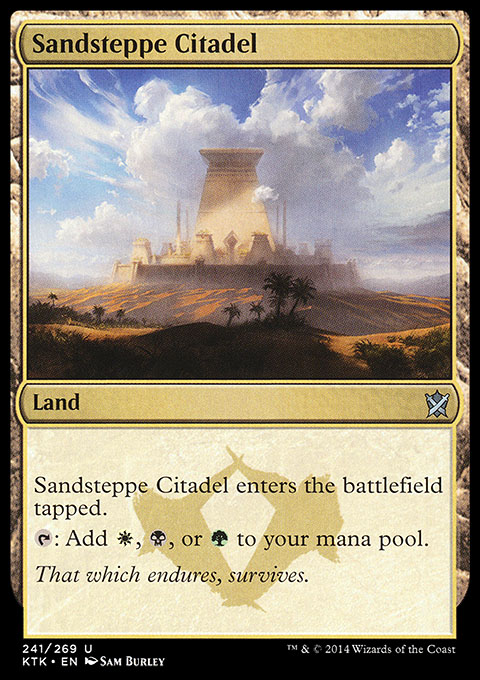 Sandsteppe Citadel
Land
Sandsteppe Citadel enters the battlefield
tapped.
: Add , , or to your mana pool.
That which endures, survives.
241/269 U
KTK • EN Sam Burley
™ & © 2014 Wizards of the Coast